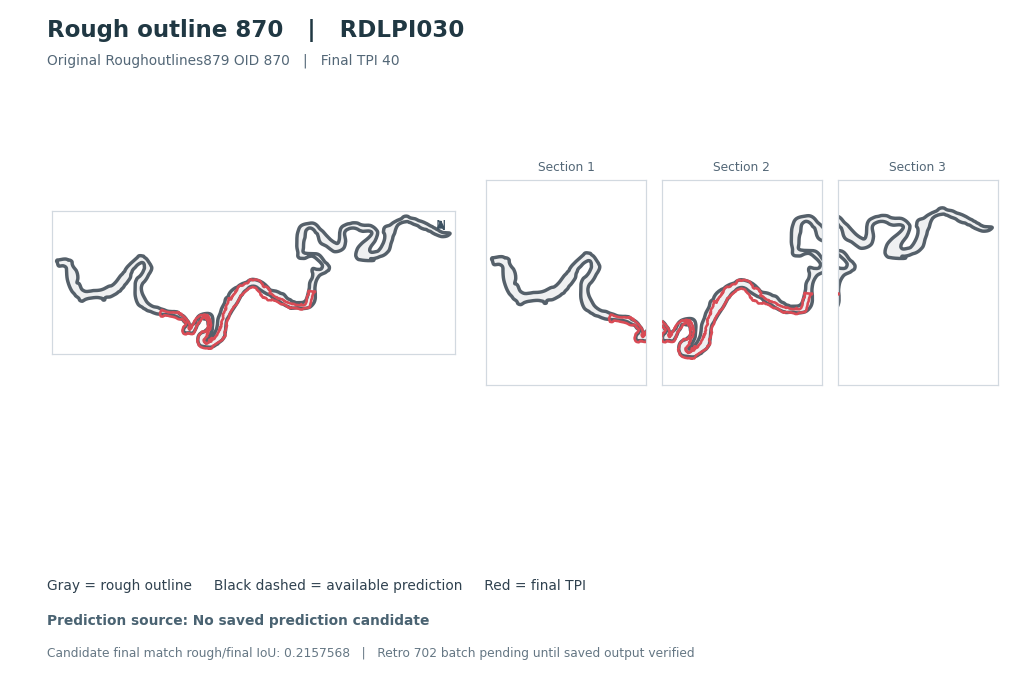 Rough outline 870   |   RDLPI030
Original Roughoutlines879 OID 870   |   Final TPI 40
Section 1
Section 2
Section 3
N
Gray = rough outline     Black dashed = available prediction     Red = final TPI
Prediction source: No saved prediction candidate
Candidate final match rough/final IoU: 0.2157568   |   Retro 702 batch pending until saved output verified